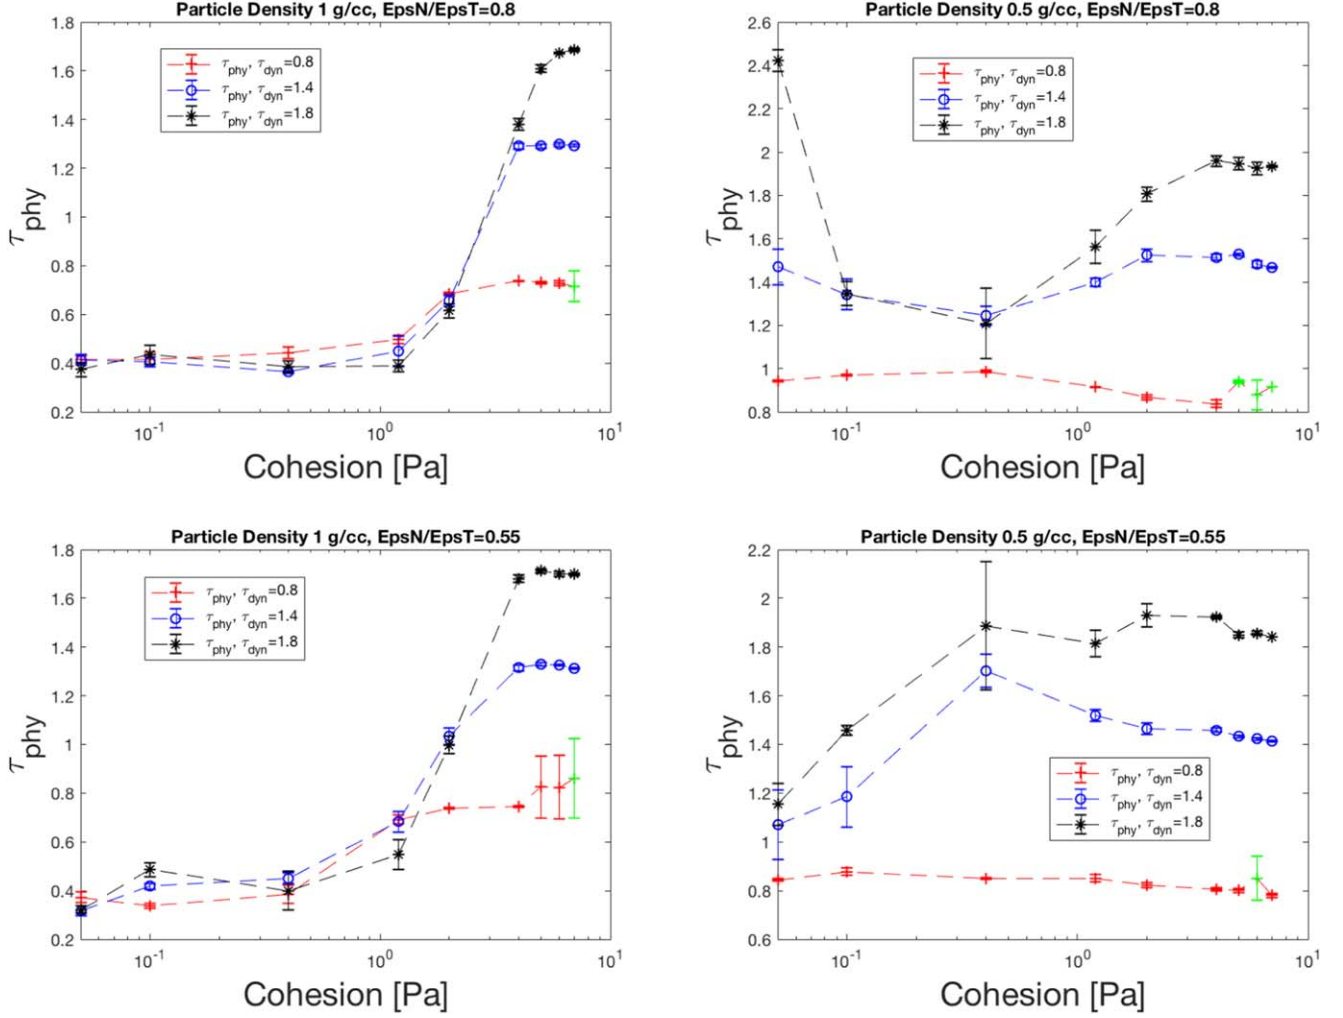 Particle Density 1 g/cc, EpsN/EpsT=0.8
1.8
1.6
1.4
1.2
1
0.8
0.6
0.4
0.2
τphy
τphy, τdyn=0.8
τphy, τdyn=1.4
τphy, τdyn=1.8
10-1
100
101
Cohesion [Pa]
Particle Density 0.5 g/cc, EpsN/EpsT=0.8
2.6
2.4
2.2
2
1.8
1.6
1.4
1.2
1
0.8
τphy
τphy, τdyn=0.8
τphy, τdyn=1.4
τphy, τdyn=1.8
10-1
100
101
Cohesion [Pa]
Particle Density 1 g/cc, EpsN/EpsT=0.55
1.8
1.6
1.4
1.2
1
0.8
0.6
0.4
0.2
τphy
τphy, τdyn=0.8
τphy, τdyn=1.4
τphy, τdyn=1.8
10-1
100
101
Cohesion [Pa]
Particle Density 0.5 g/cc, EpsN/EpsT=0.55
2.2
2
1.8
1.6
1.4
1.2
1
0.8
0.6
τphy
τphy, τdyn=0.8
τphy, τdyn=1.4
τphy, τdyn=1.8
10-1
100
101
Cohesion [Pa]